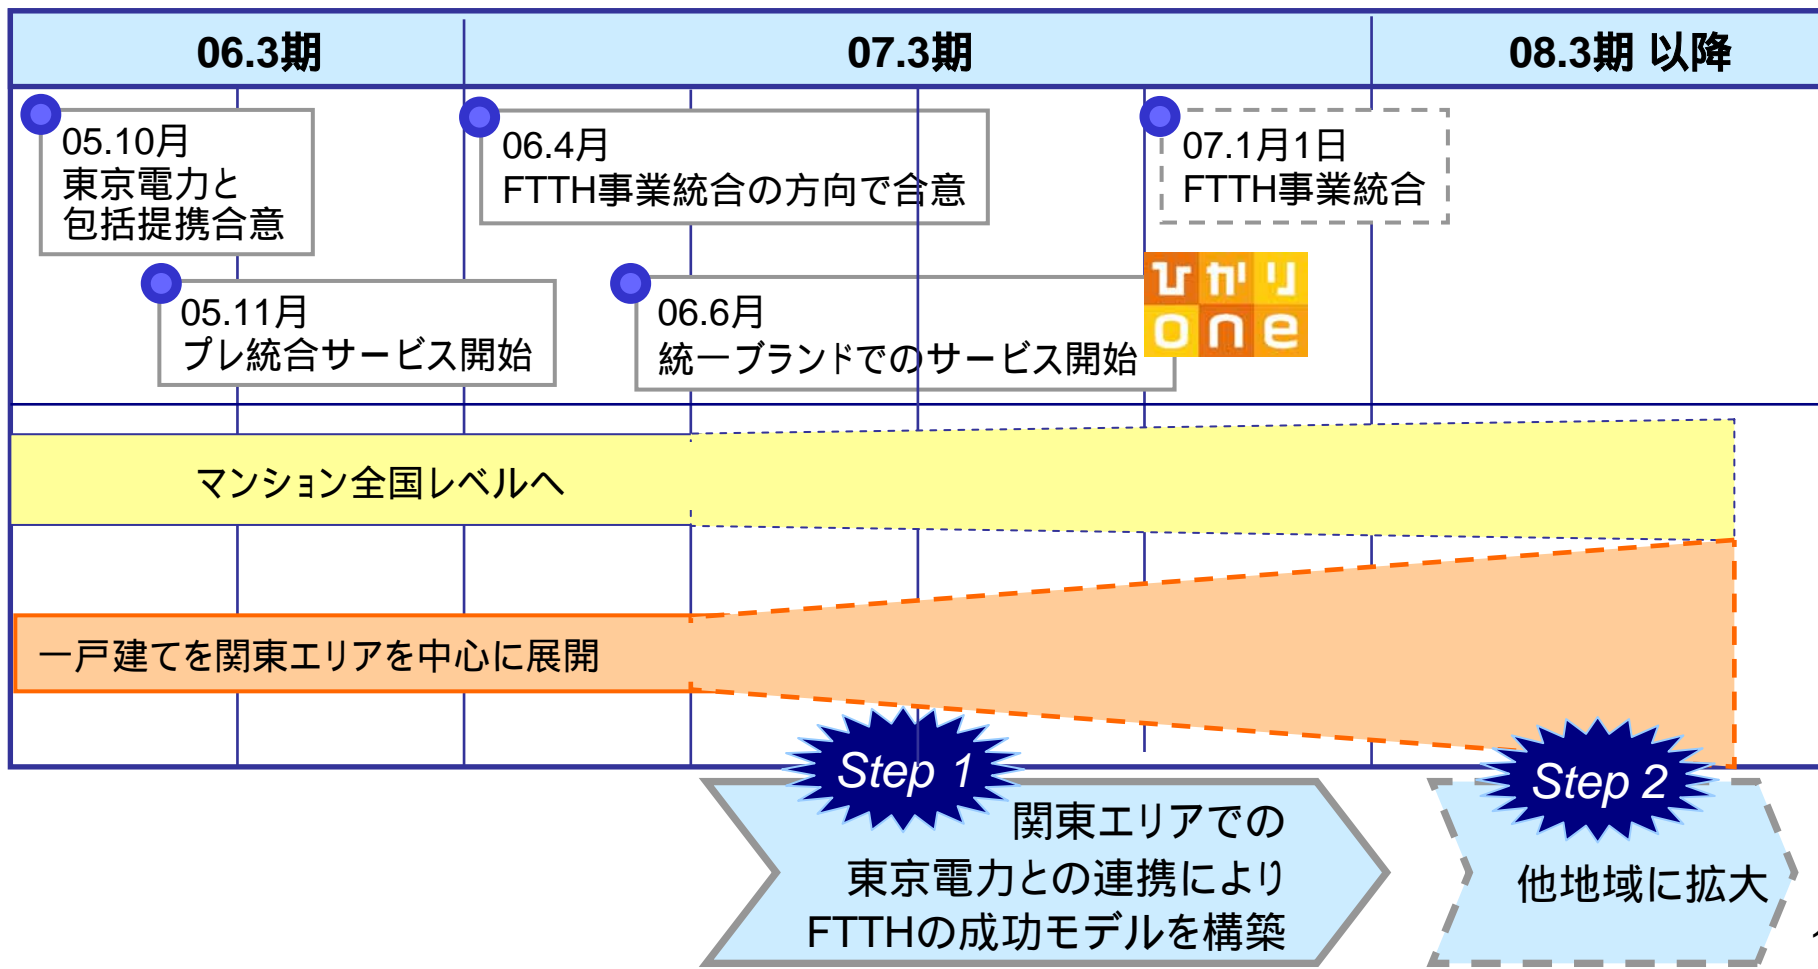 06.3期
07.3期
08.3期 以降
05.10月
東京電力と
包括提携合意
06.4月
FTTH事業統合の方向で合意
07.1月1日
FTTH事業統合
05.11月
プレ統合サービス開始
06.6月
統一ブランドでのサービス開始
ひかり
one
マンション全国レベルへ
一戸建てを関東エリアを中心に展開
Step 1
関東エリアでの
東京電力との連携により
FTTHの成功モデルを構築
Step 2
他地域に拡大